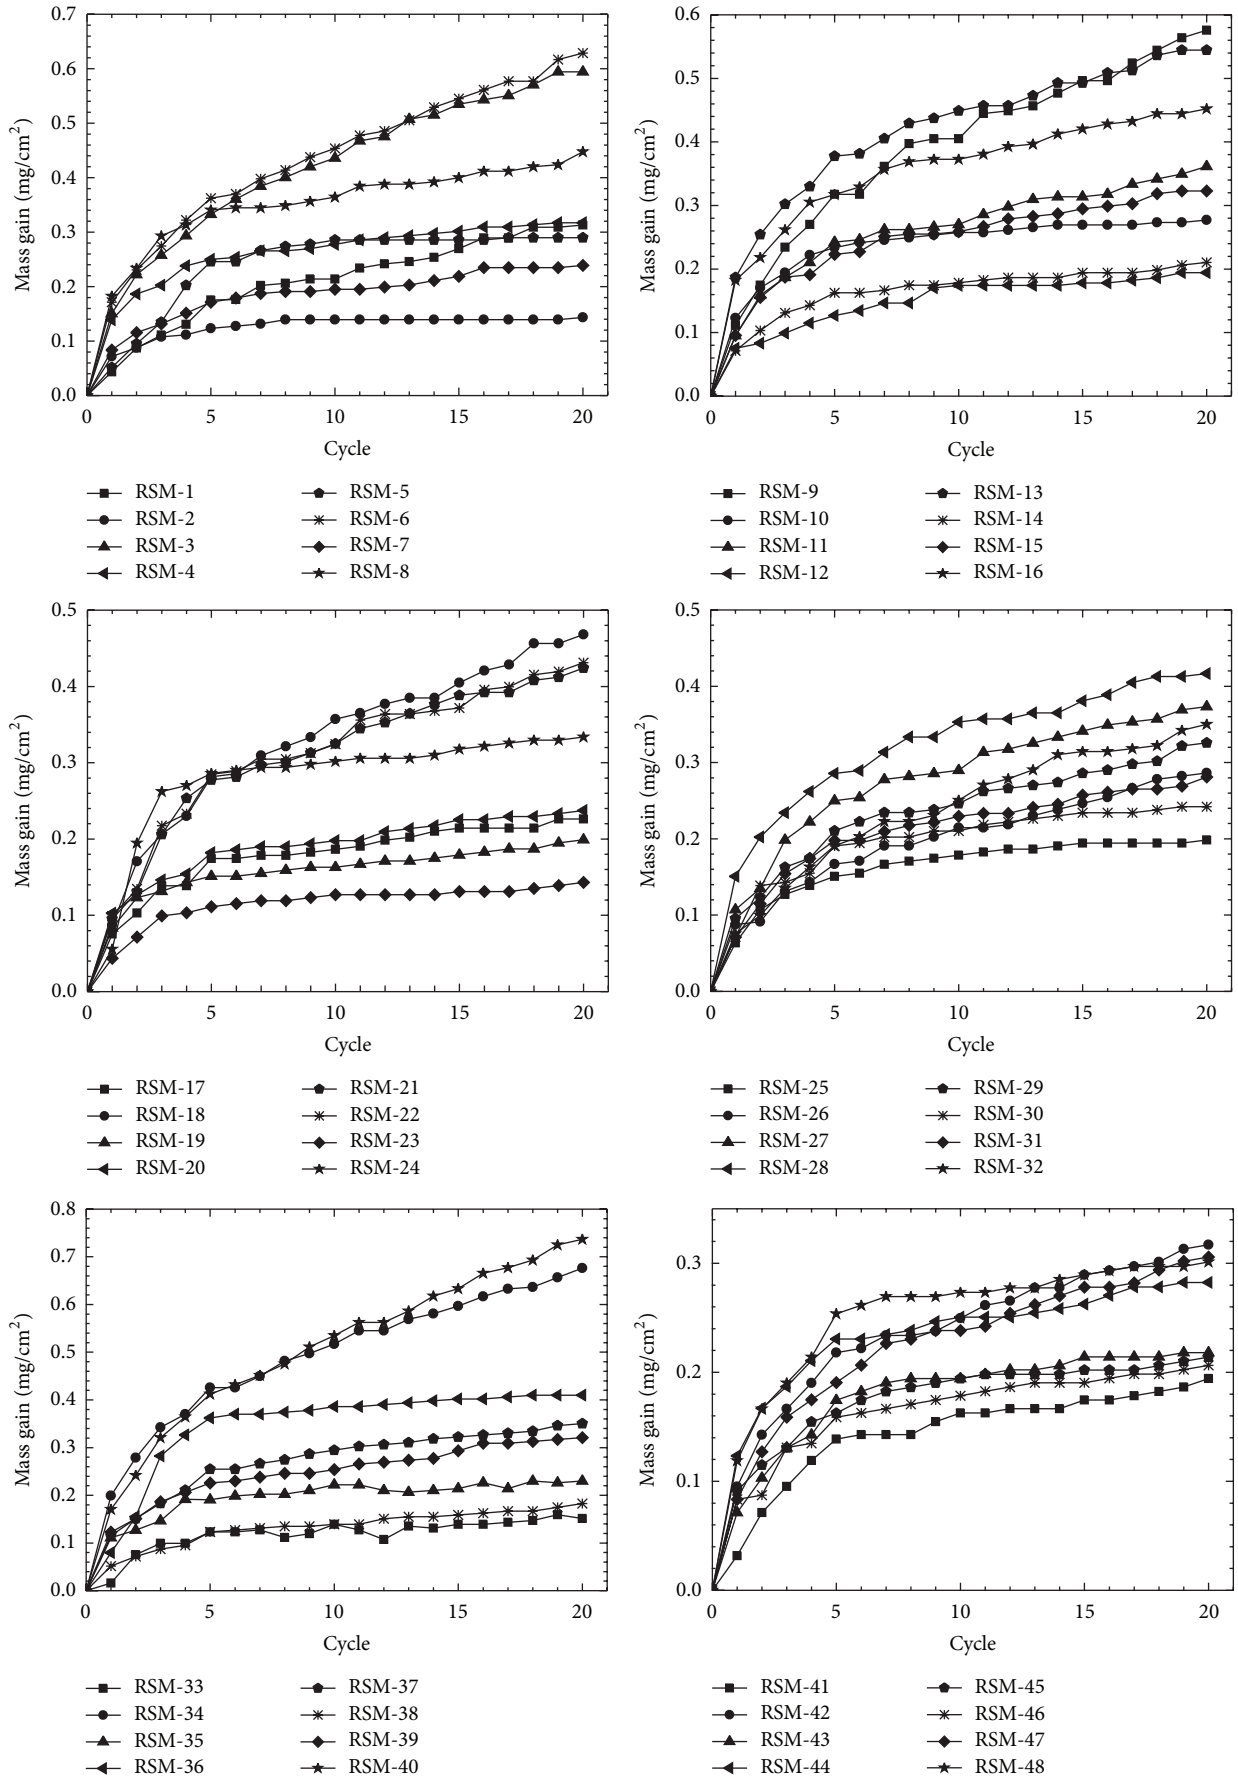 0.7
0.6
0.5
0.4
0.3
0.2
0.1
0.0
Mass gain (mg/cm²)
0 5 10 15 20
Cycle
RSM-1
RSM-2
RSM-3
RSM-4
RSM-5
RSM-6
RSM-7
RSM-8
0.6
0.5
0.4
0.3
0.2
0.1
0.0
Mass gain (mg/cm²)
0 5 10 15 20
Cycle
RSM-9
RSM-10
RSM-11
RSM-12
RSM-13
RSM-14
RSM-15
RSM-16
0.5
0.4
0.3
0.2
0.1
0.0
Mass gain (mg/cm²)
0 5 10 15 20
Cycle
RSM-17
RSM-18
RSM-19
RSM-20
RSM-21
RSM-22
RSM-23
RSM-24
0.5
0.4
0.3
0.2
0.1
0.0
Mass gain (mg/cm²)
0 5 10 15 20
Cycle
RSM-25
RSM-26
RSM-27
RSM-28
RSM-29
RSM-30
RSM-31
RSM-32
0.8
0.7
0.6
0.5
0.4
0.3
0.2
0.1
0.0
Mass gain (mg/cm²)
0 5 10 15 20
Cycle
RSM-33
RSM-34
RSM-35
RSM-36
RSM-37
RSM-38
RSM-39
RSM-40
0.3
0.2
0.1
0.0
Mass gain (mg/cm²)
0 5 10 15 20
Cycle
RSM-41
RSM-42
RSM-43
RSM-44
RSM-45
RSM-46
RSM-47
RSM-48